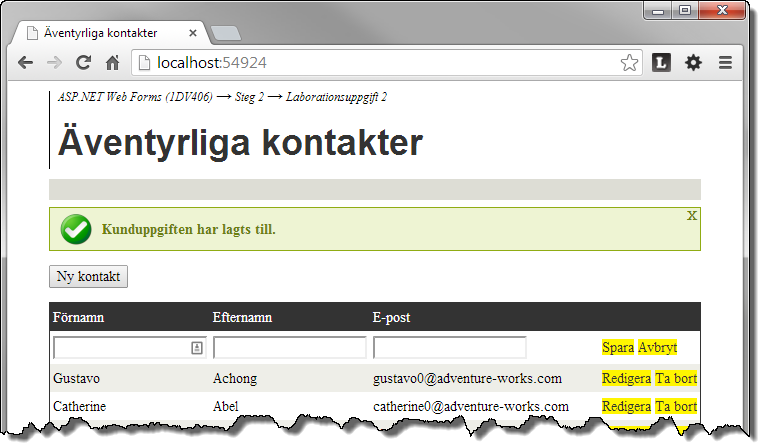 Äventyrliga kontakter
localhost:54924
L
ASP.NET Web Forms (1DV406) → Steg 2 → Laborationsuppgift 2
Äventyrliga kontakter
X
Kunduppgiften har lagts till.
Ny kontakt
Förnamn Efternamn E-post
Spara Avbryt
Gustavo Achong gustavo0@adventure-works.com Redigera Ta bort
Catherine Abel catherine0@adventure-works.com Redigera Ta bort